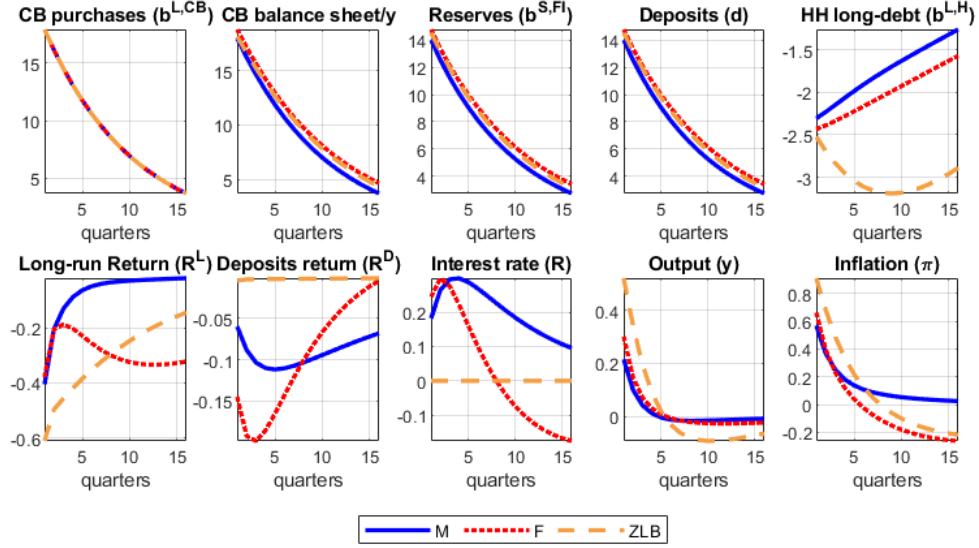 CB purchases (b^{L,CB})
CB balance sheet/y
Reserves (b^{S,FI})
Deposits (d)
HH long-debt (b^{L,H})
15
10
5
5 10 15
quarters
15
10
5
5 10 15
quarters
14
12
10
8
6
4
5 10 15
quarters
14
12
10
8
6
4
5 10 15
quarters
-1.5
-2
-2.5
-3
5 10 15
quarters
Long-run Return (R^L)
Deposits return (R^D)
Interest rate (R)
Output (y)
Inflation (π)
-0.2
-0.4
-0.6
5 10 15
quarters
-0.05
-0.1
-0.15
5 10 15
quarters
0.2
0.1
0
-0.1
5 10 15
quarters
0.4
0.2
0
5 10 15
quarters
0.8
0.6
0.4
0.2
0
-0.2
5 10 15
quarters
M F ZLB